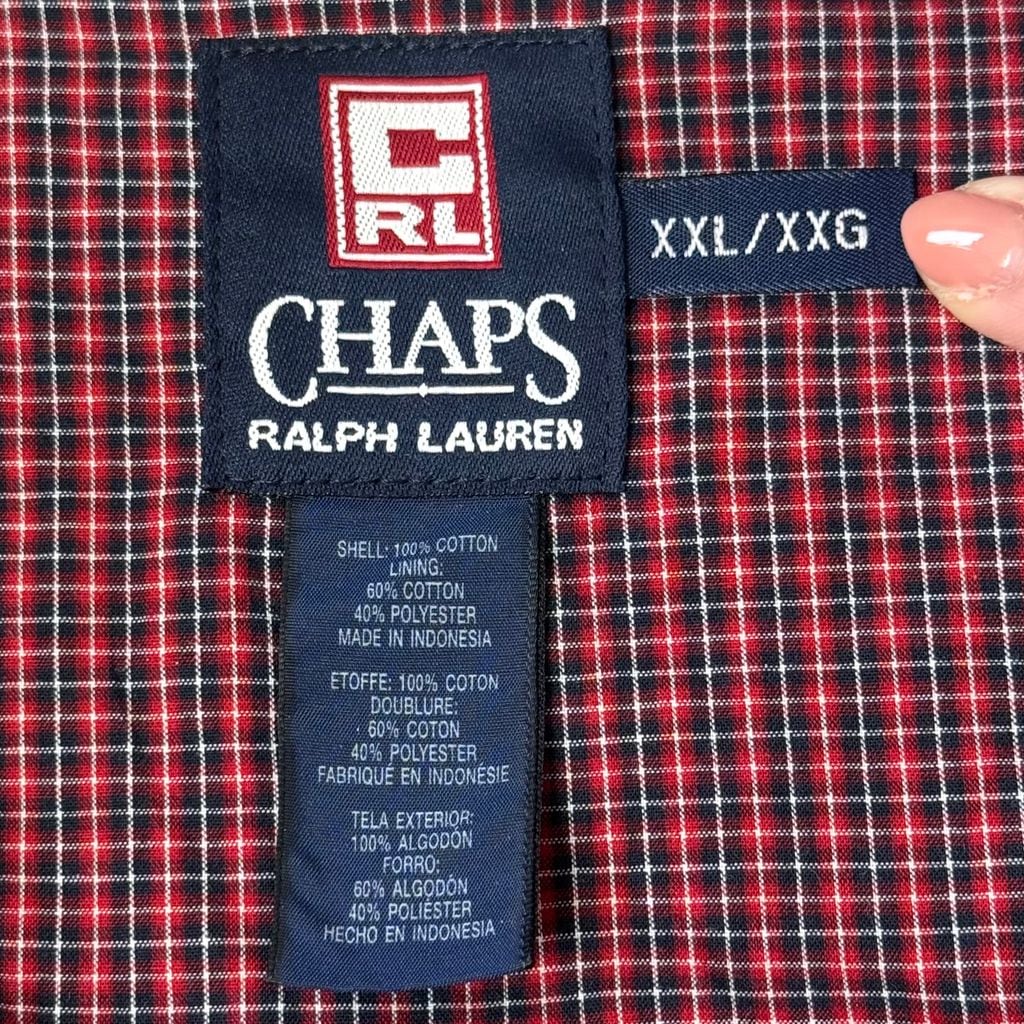 C
RL
CHAPS
RALPH LAUREN
XXL/XXG
SHELL: 100% COTTON
LINING:
60% COTTON
40% POLYESTER
MADE IN INDONESIA
ETOFFE: 100% COTON
DOUBLURE:
60% COTON
40% POLYESTER
FABRIQUÉ EN INDONÉSIE
TELA EXTERIOR:
100% ALGODÓN
FORRO:
60% ALGODÓN
40% POLIESTER
HECHO EN INDONESIA